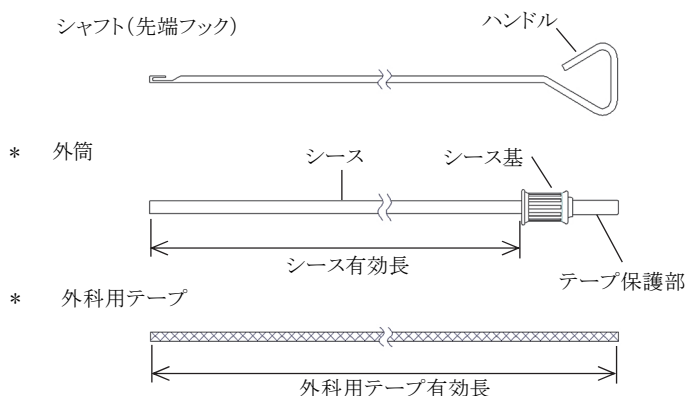 シャフト(先端フック)
ハンドル
* 外筒
シース
シース基
シース有効長
テープ保護部
* 外科用テープ
外科用テープ有効長